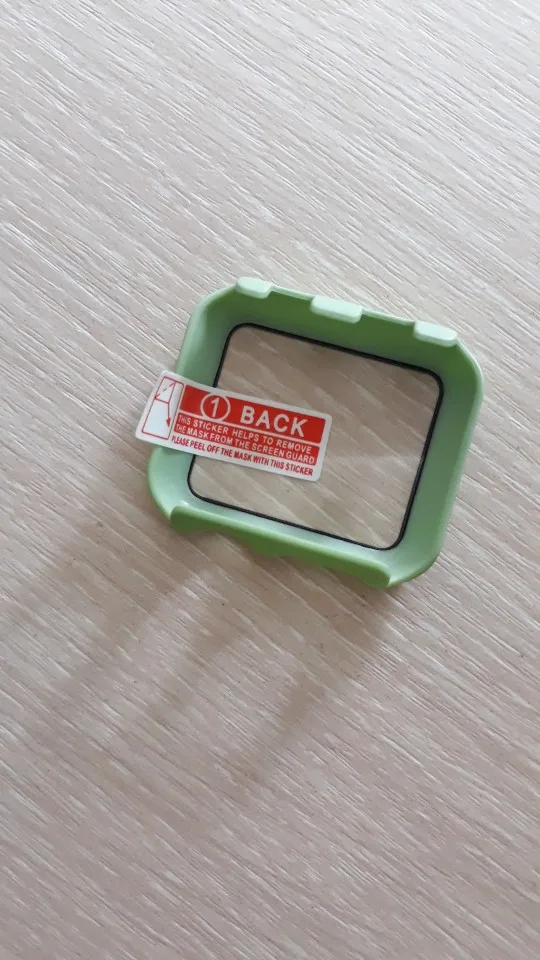 1 BACK
THIS STICKER HELPS TO REMOVE
THE MASK FROM THE SCREEN GUARD
PLEASE PEEL OFF THE MASK WITH THIS STICKER